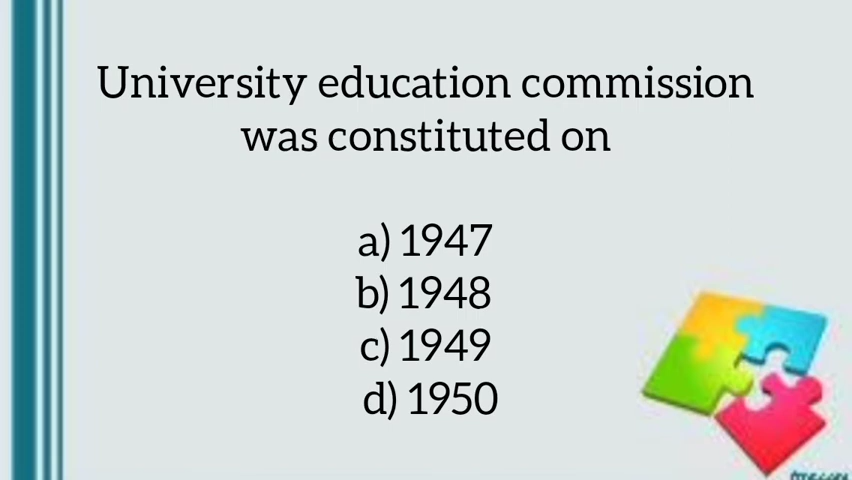 University education commission
was constituted on
a) 1947
b) 1948
c) 1949
d) 1950